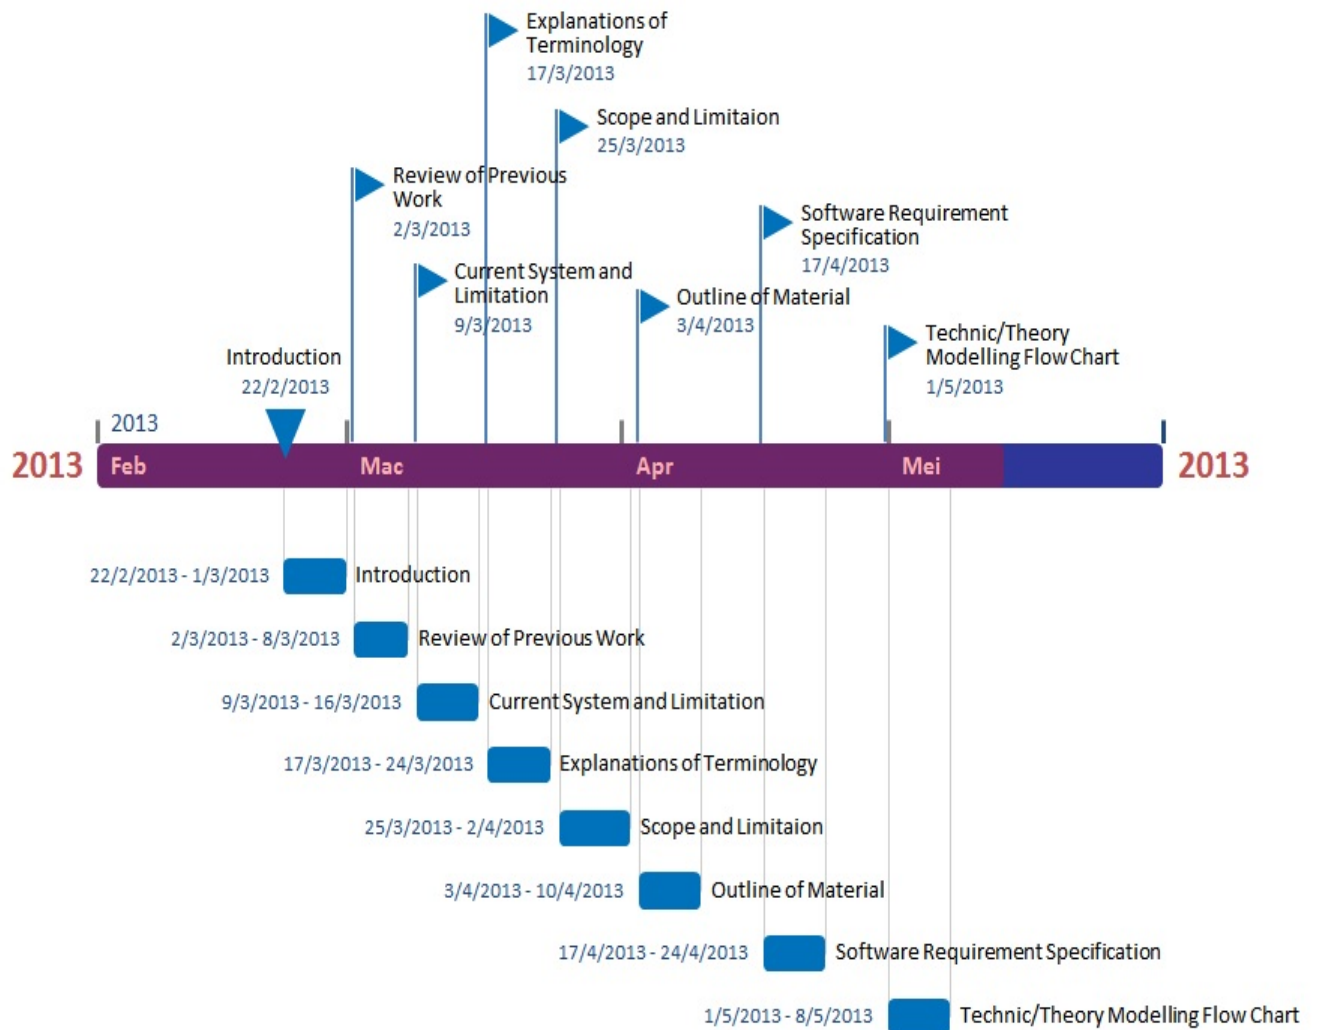 Explanations of
Terminology
17/3/2013
Scope and Limitaion
25/3/2013
Review of Previous
Work
2/3/2013
Software Requirement
Specification
17/4/2013
Current System and
Limitation
9/3/2013
Outline of Material
3/4/2013
Technic/Theory
Modelling Flow Chart
1/5/2013
Introduction
22/2/2013
2013
2013 Feb Mac Apr Mei 2013
22/2/2013 - 1/3/2013 Introduction
2/3/2013 - 8/3/2013 Review of Previous Work
9/3/2013 - 16/3/2013 Current System and Limitation
17/3/2013 - 24/3/2013 Explanations of Terminology
25/3/2013 - 2/4/2013 Scope and Limitaion
3/4/2013 - 10/4/2013 Outline of Material
17/4/2013 - 24/4/2013 Software Requirement Specification
1/5/2013 - 8/5/2013 Technic/Theory Modelling Flow Chart